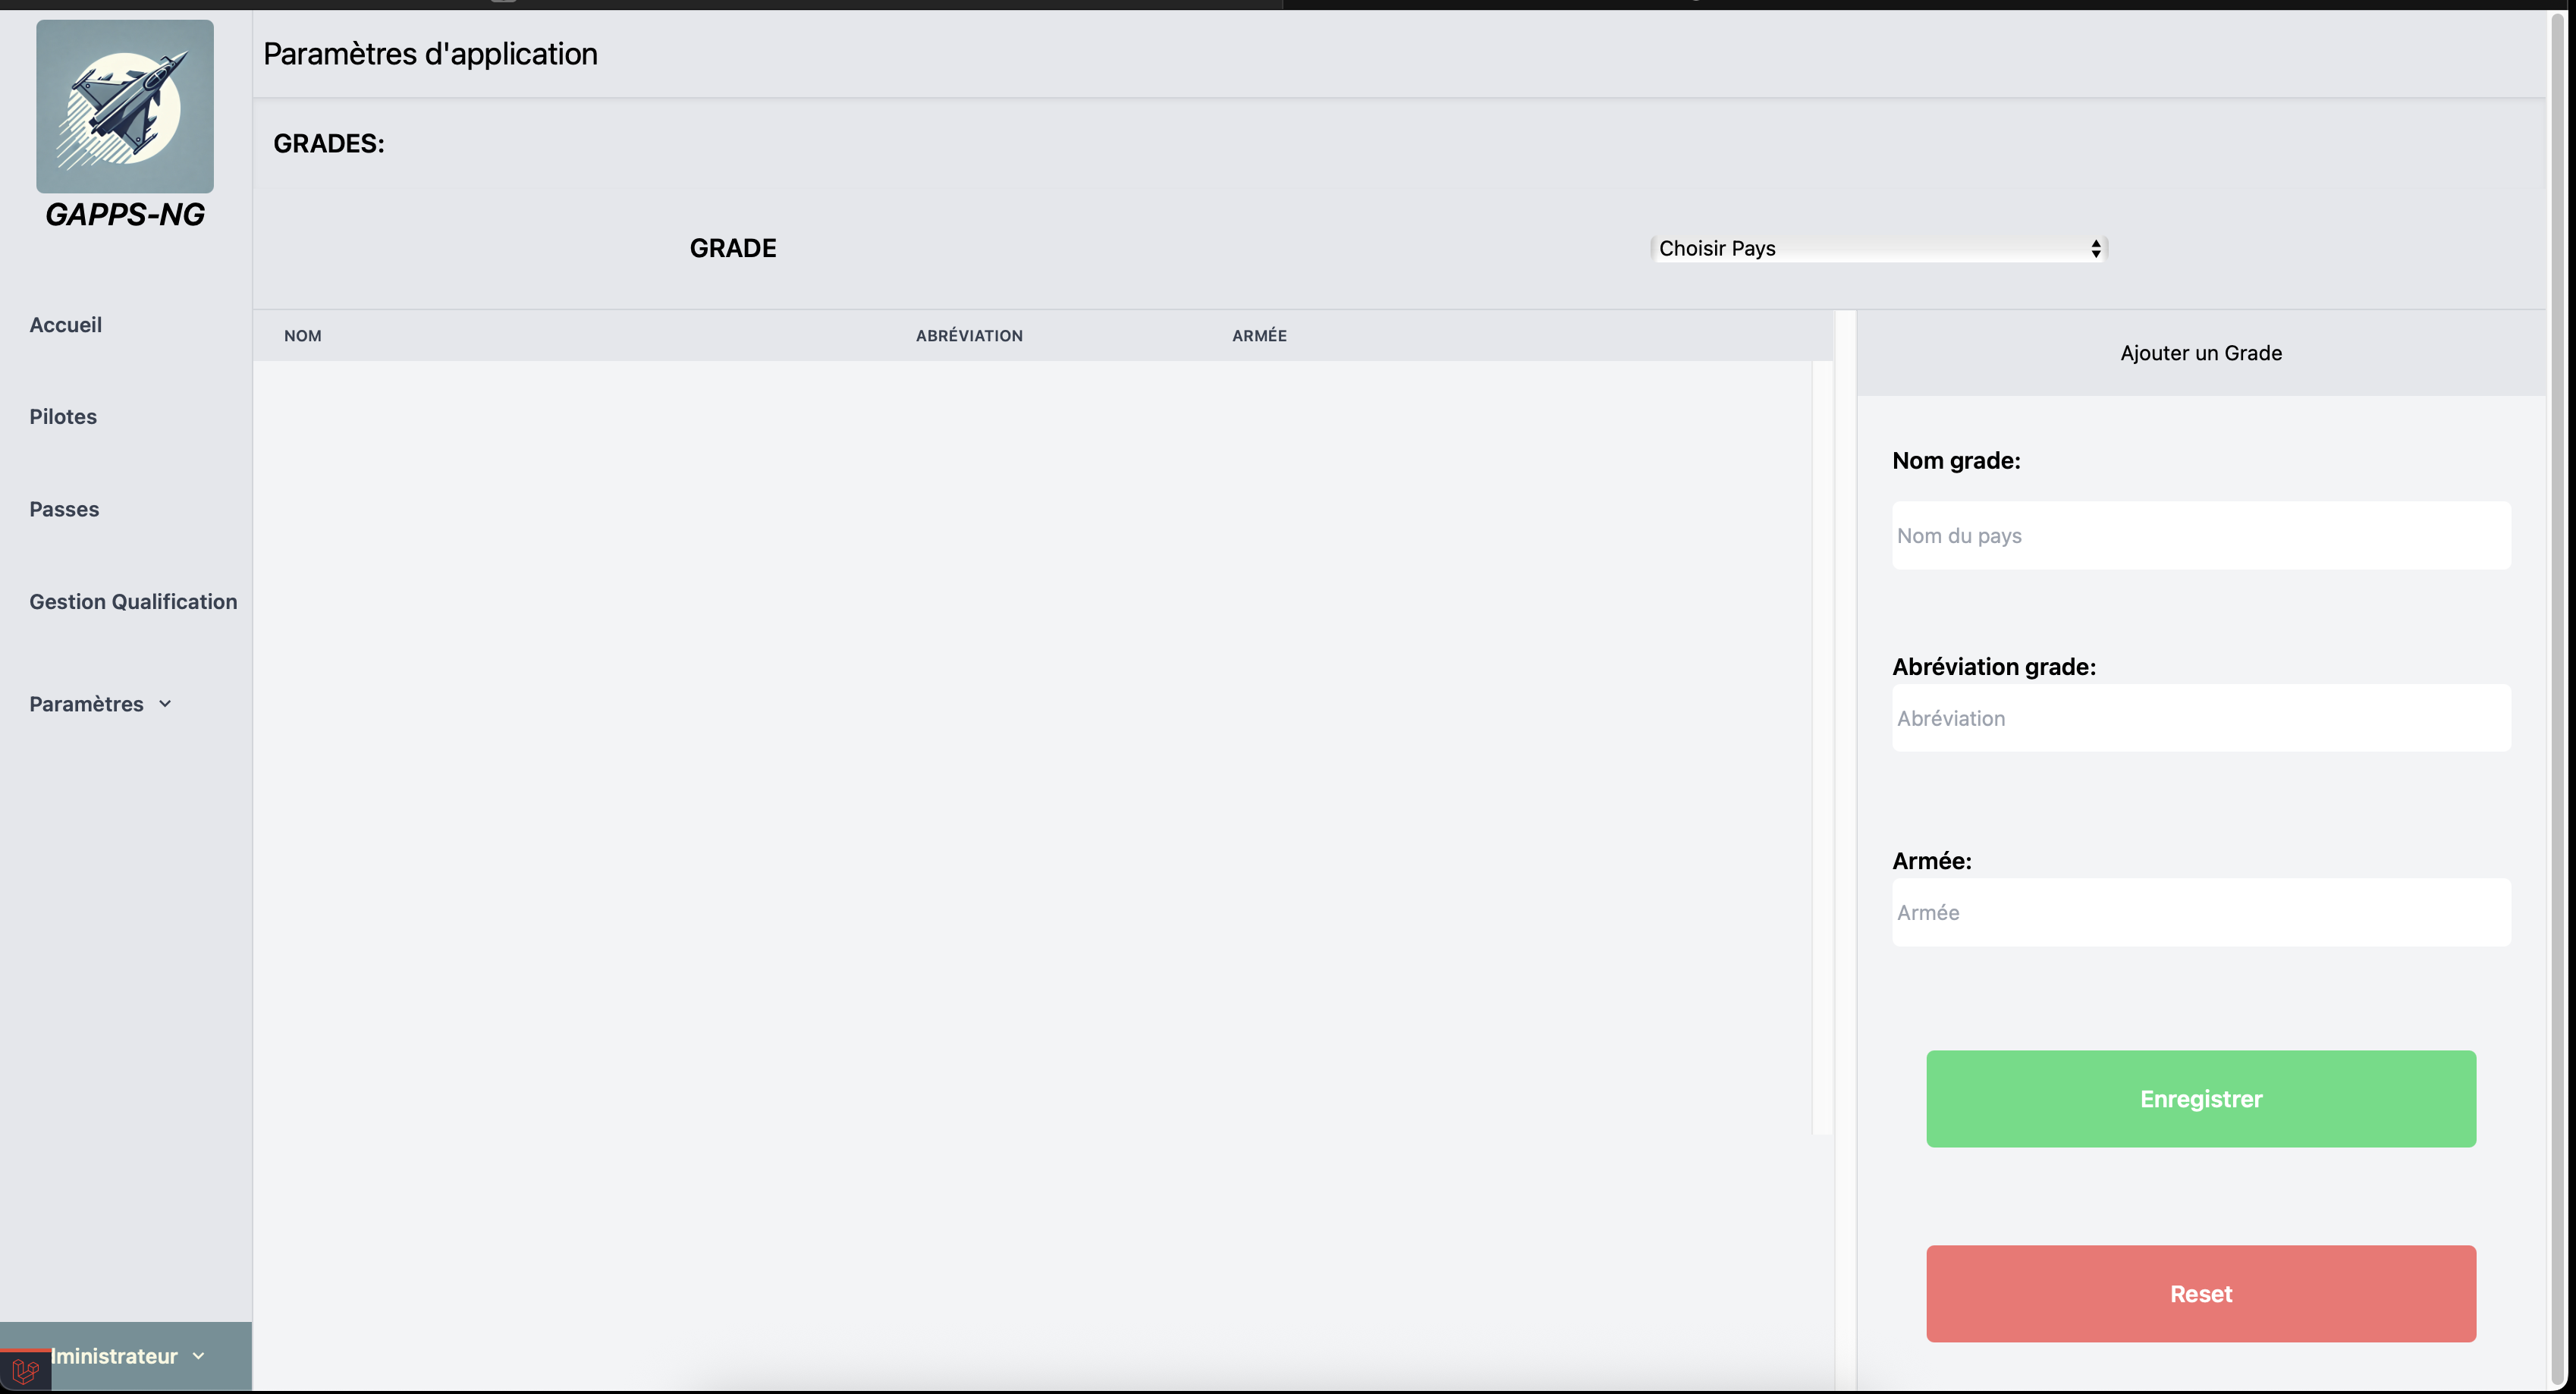 GAPPS-NG
Accueil
Pilotes
Passes
Gestion Qualification
Paramètres
Paramètres d'application
GRADES:
GRADE
Choisir Pays
NOM ABRÉVIATION ARMÉE
Ajouter un Grade
Nom grade:
Nom du pays
Abréviation grade:
Abréviation
Armée:
Armée
Enregistrer
Reset